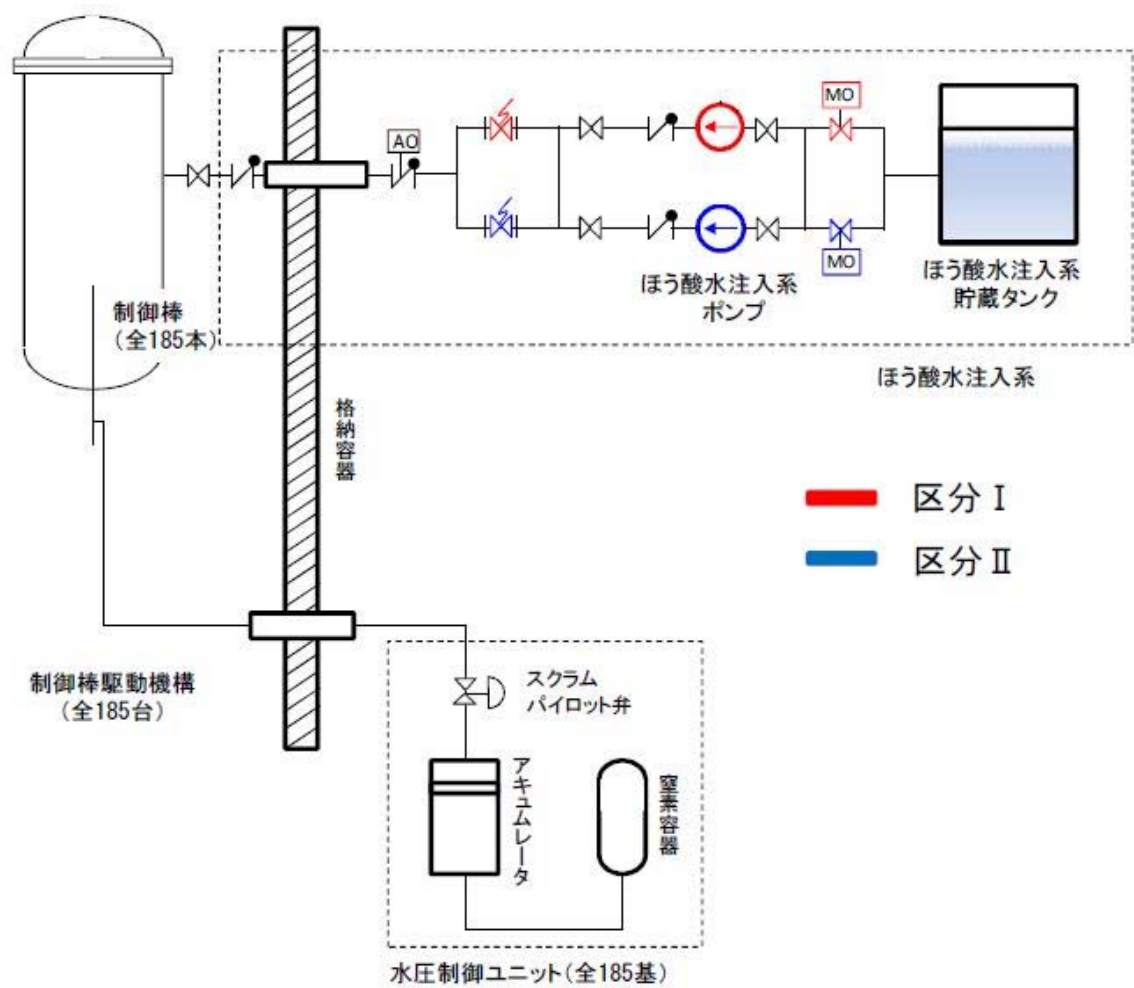 MO
AO
MO
ほう酸水注入系
ポンプ
ほう酸水注入系
貯蔵タンク
制御棒
(全185本)
ほう酸水注入系
格納容器
区分Ⅰ
区分Ⅱ
制御棒駆動機構
(全185台)
スクラム
パイロット弁
アキュムレータ
窒素容器
水圧制御ユニット(全185基)